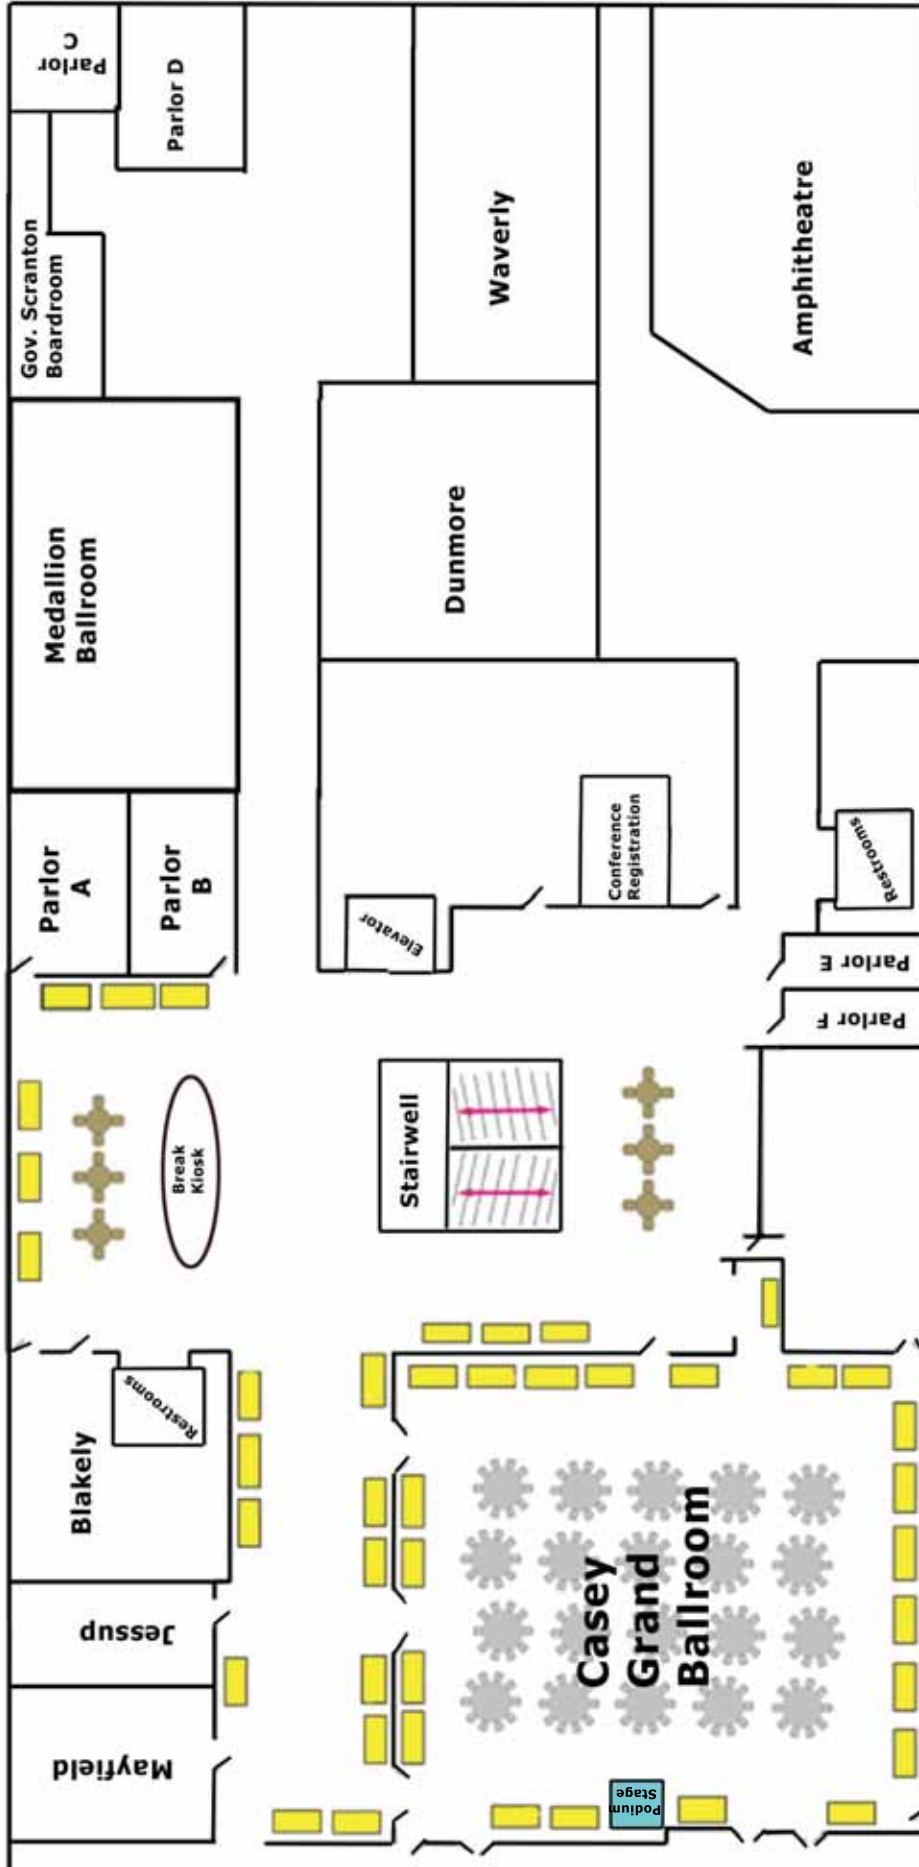 Parlor
C
Parlor D
Gov. Scranton
Boardroom
Waverly
Amphitheatre
Medallion
Ballroom
Dunmore
Parlor
A
Parlor
B
Elevator
Conference
Registration
Restrooms
Parlor E
Parlor F
Break
Kiosk
Stairwell
Restrooms
Blakely
Jessup
Mayfield
Casey
Grand
Ballroom
Podium
Stage